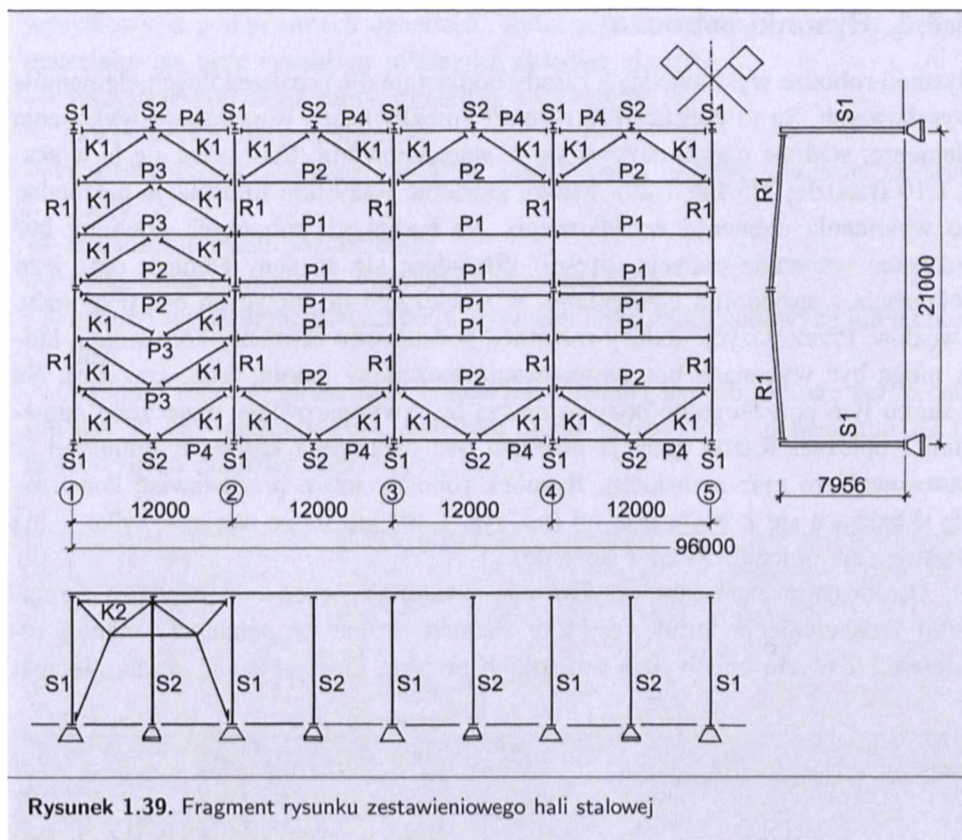 S1 S2 P4 S1 S2 P4 S1 S2 P4 S1 S2 P4 S1
K1 K1 K1 K1 K1 K1 K1 K1
P3 P2 P2 P2
R1 K1 K1 R1 R1 R1 R1
P3 P1 P1 P1
K1 K1
P2 P1 P1 P1
P2 P1 P1 P1
K1 K1
P3 P1 P1 P1
R1 R1 R1 R1 R1
K1 K1
P3 P2 P2 P2
K1 K1 K1 K1 K1 K1 K1 K1
S1 S2 P4 S1 S2 P4 S1 S2 P4 S1 S2 P4 S1
1 2 3 4 5
12000 12000 12000 12000
96000
S1
R1
21000
R1
S1
7956
K2
S1 S2 S1 S2 S1 S2 S1 S2 S1
Rysunek 1.39. Fragment rysunku zestawieniowego hali stalowej